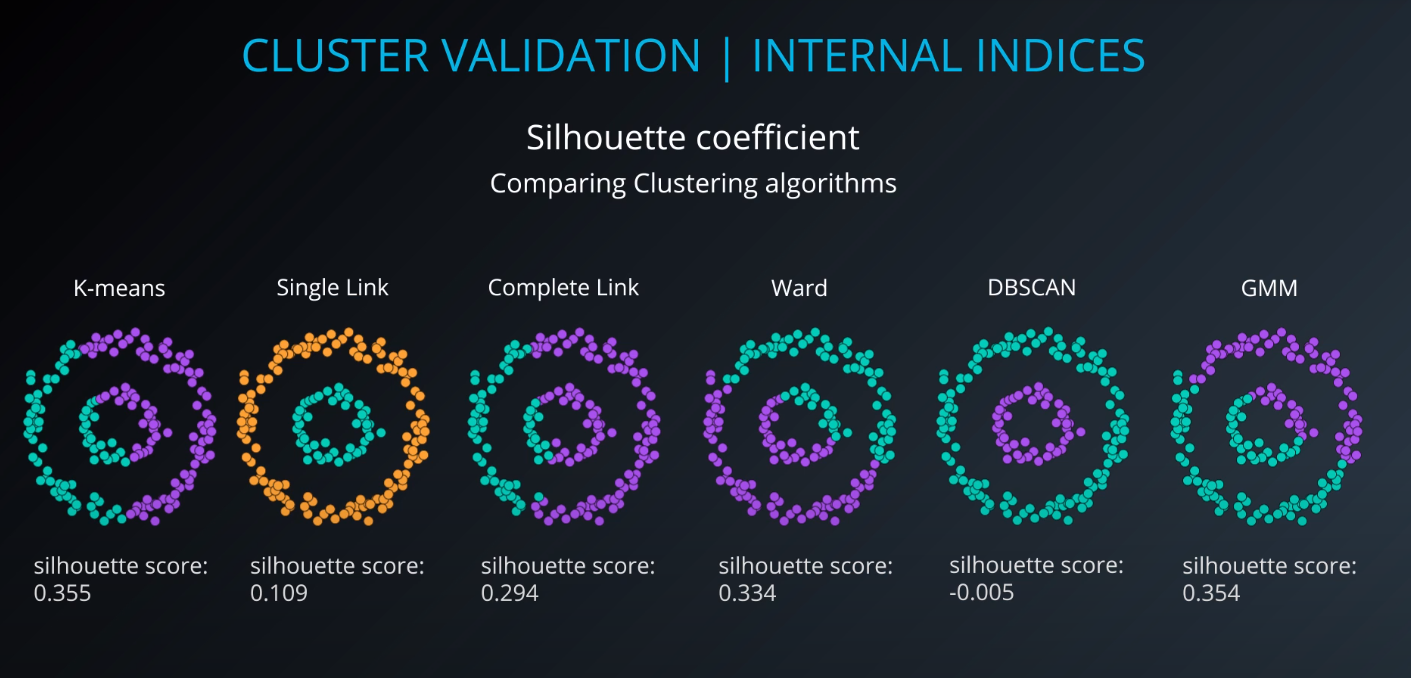 CLUSTER VALIDATION | INTERNAL INDICES
Silhouette coefficient
Comparing Clustering algorithms
K-means
Single Link
Complete Link
Ward
DBSCAN
GMM
silhouette score:
0.355
silhouette score:
0.109
silhouette score:
0.294
silhouette score:
0.334
silhouette score:
-0.005
silhouette score:
0.354